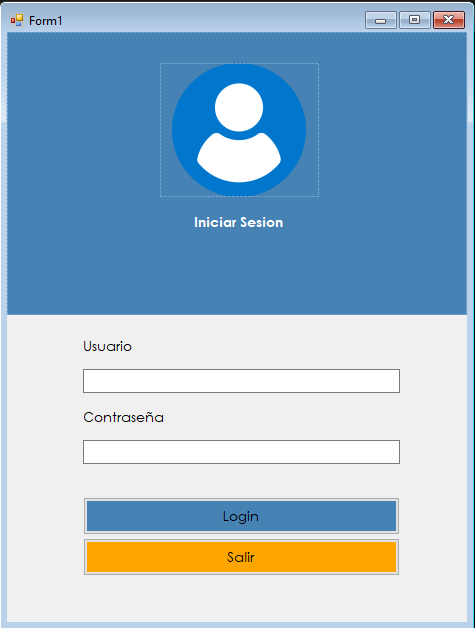 Form1
Iniciar Sesion
Usuario
Contraseña
Login
Salir